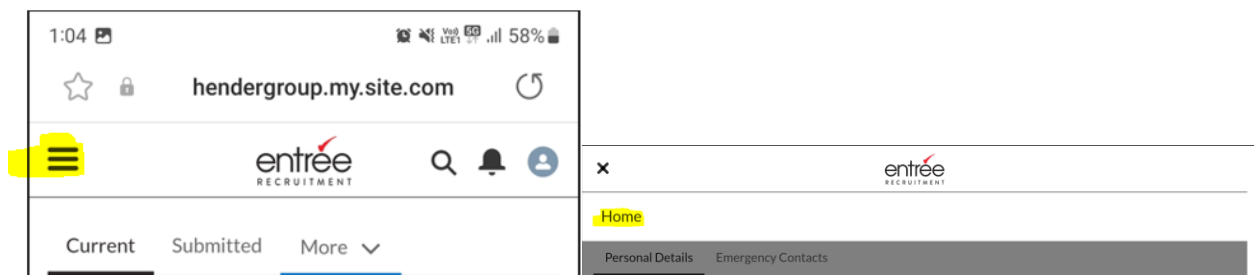 1:04 Vo)) LTE1 5G 58%
hendergroup.my.site.com
entrée
RECRUITMENT
Current Submitted More
entrée
RECRUITMENT
Home
Personal Details Emergency Contacts